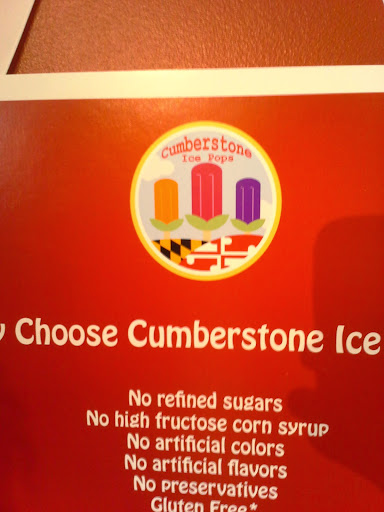 Cumberstone
Ice Pops
Choose Cumberstone Ice
No refined sugars
No high fructose corn syrup
No artificial colors
No artificial flavors
No preservatives
Gluten Free*